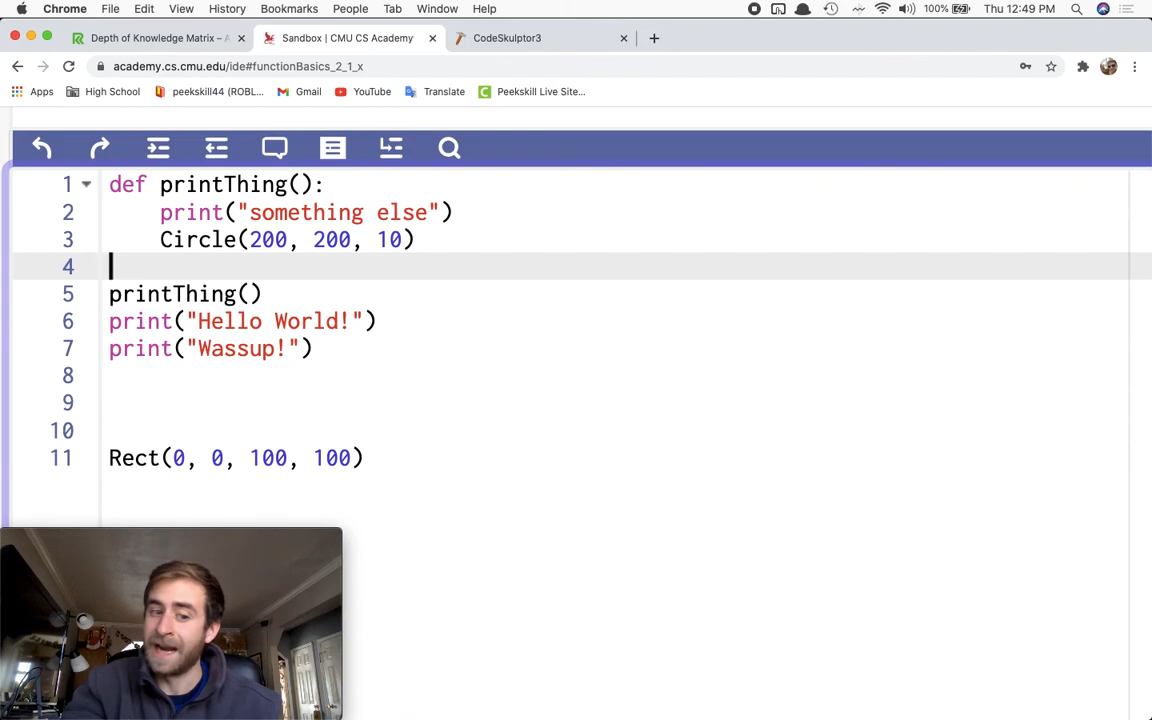 Chrome File Edit View History Bookmarks People Tab Window Help 100% Thu 12:49 PM
Depth of Knowledge Matrix – A Sandbox | CMU CS Academy CodeSkulptor3
academy.cs.cmu.edu/ide#functionBasics_2_1_x
Apps High School peekskill44 (ROBL... Gmail YouTube Translate Peekskill Live Site...
1 def printThing():
2 print("something else")
3 Circle(200, 200, 10)
4
5 printThing()
6 print("Hello World!")
7 print("Wassup!")
8
9
10
11 Rect(0, 0, 100, 100)